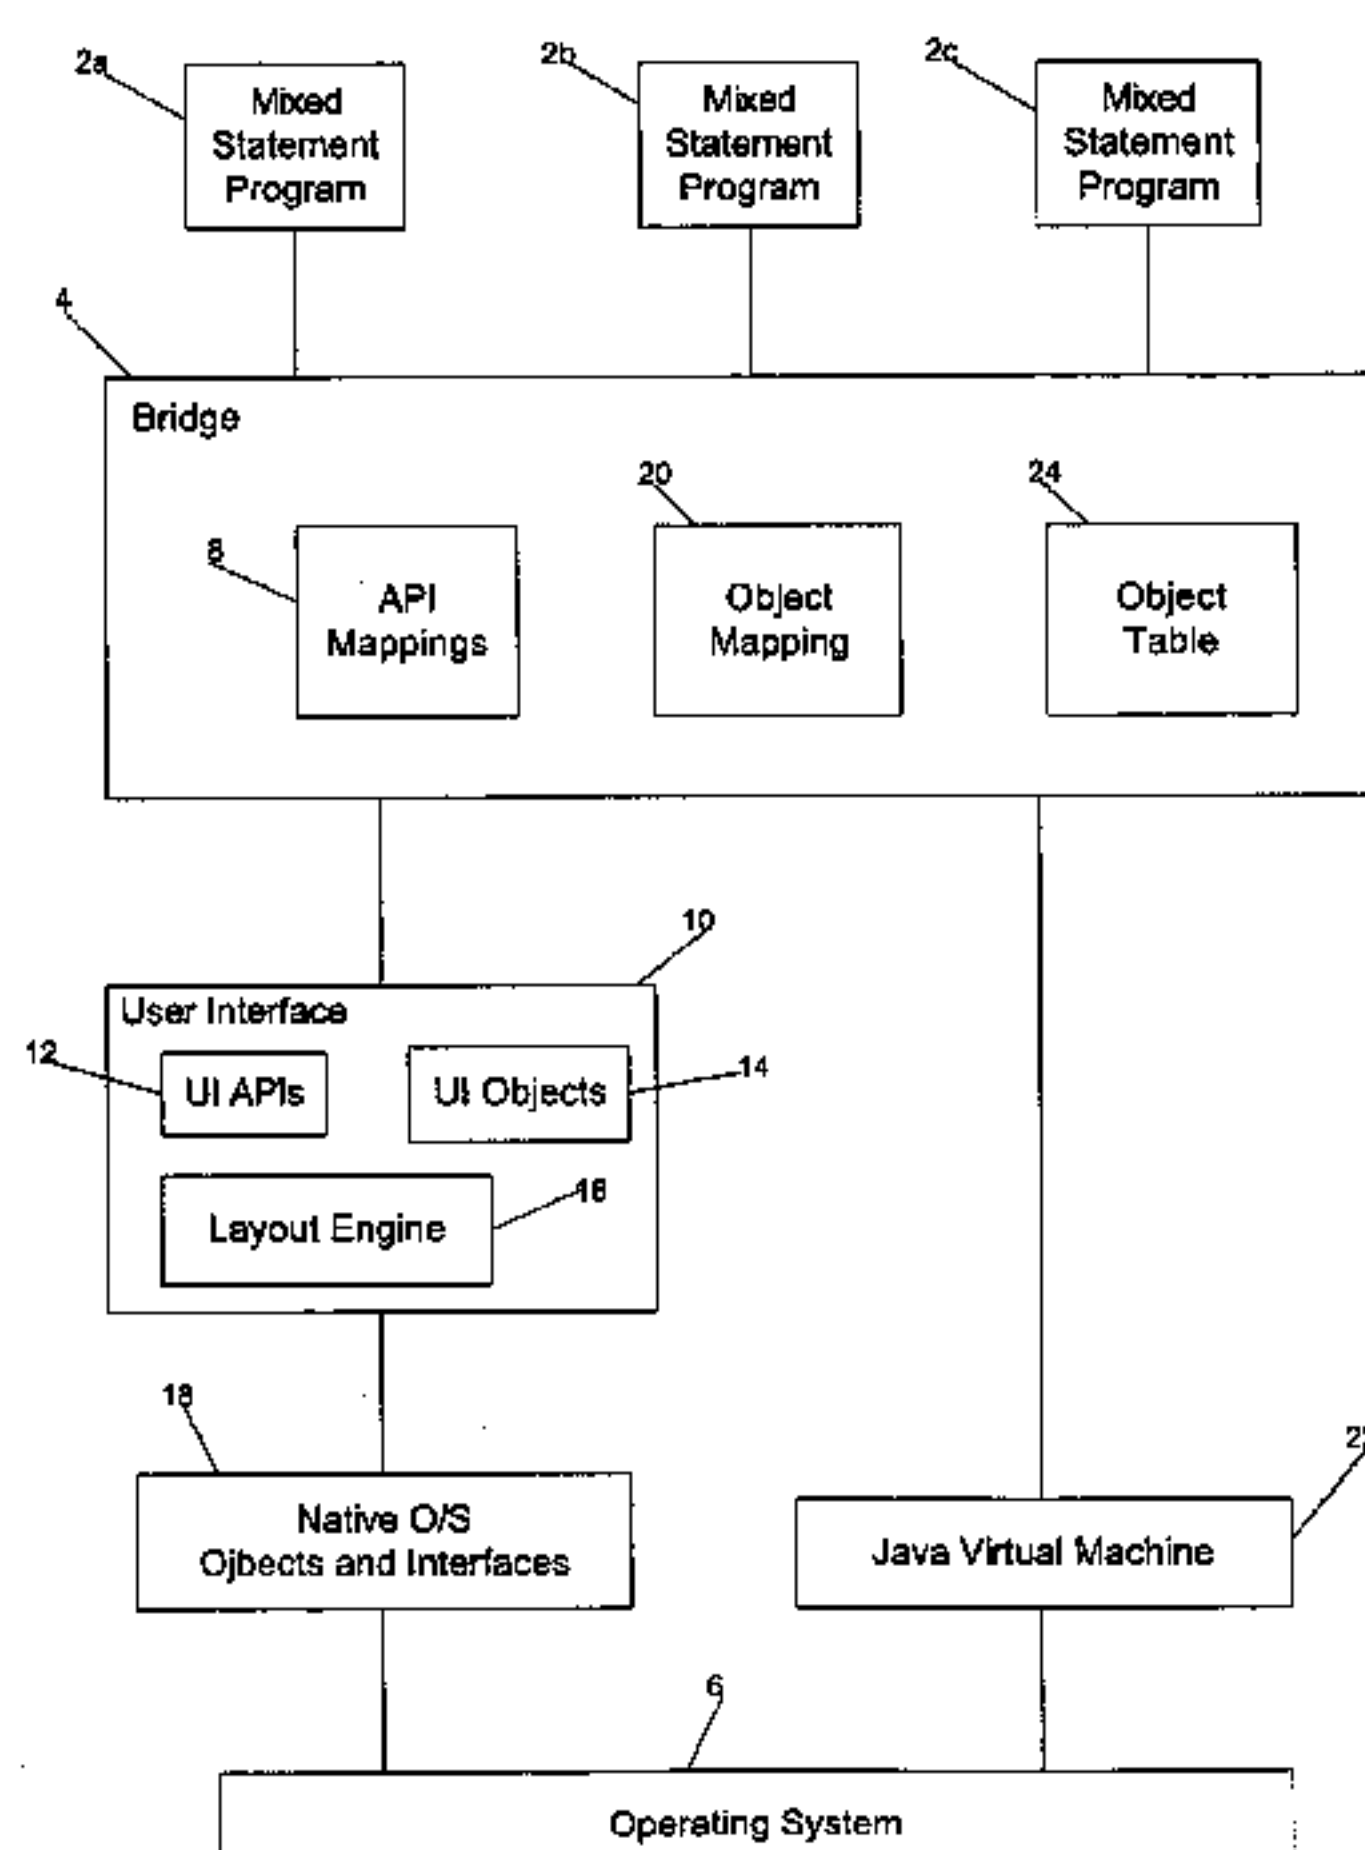 2a
2b
2c
Mixed
Statement
Program
Mixed
Statement
Program
Mixed
Statement
Program
4
Bridge
20
24
8
API
Mappings
Object
Mapping
Object
Table
10
User Interface
12
UI APIs
UI Objects
14
16
Layout Engine
18
Native O/S
Ojbects and Interfaces
Java Virtual Machine
6
Operating System